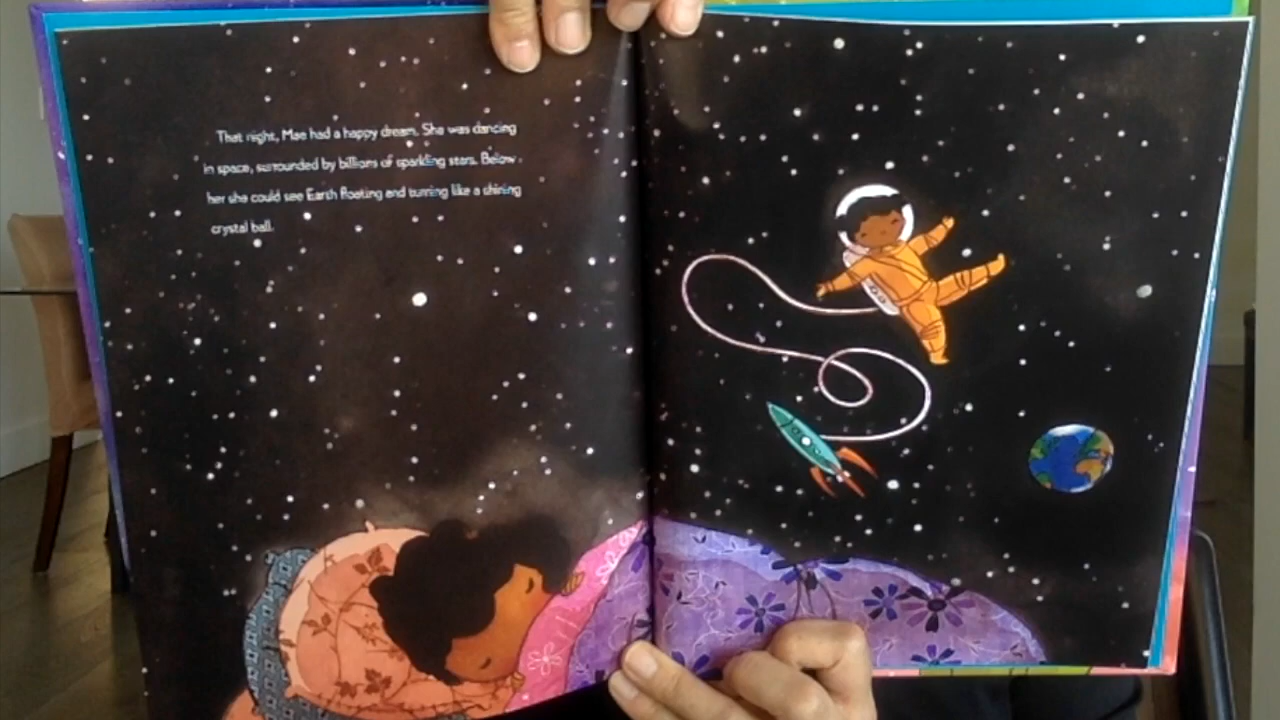 That night, Mae had a happy dream. She was dancing
in space, surrounded by billions of sparkling stars. Below
her she could see Earth floating and turning like a shining
crystal ball.